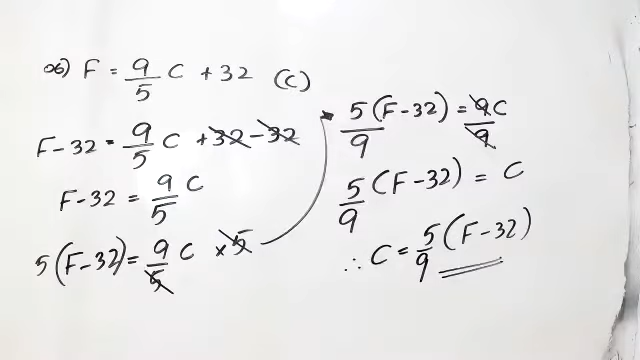 06) F = 9/5 C + 32 (C)
F - 32 = 9/5 C + 32 - 32
F - 32 = 9/5 C
5(F - 32) = 9/5 C × 5
5(F - 32)/9 = 9C/9
5/9 (F - 32) = C
∴ C = 5/9 (F - 32)